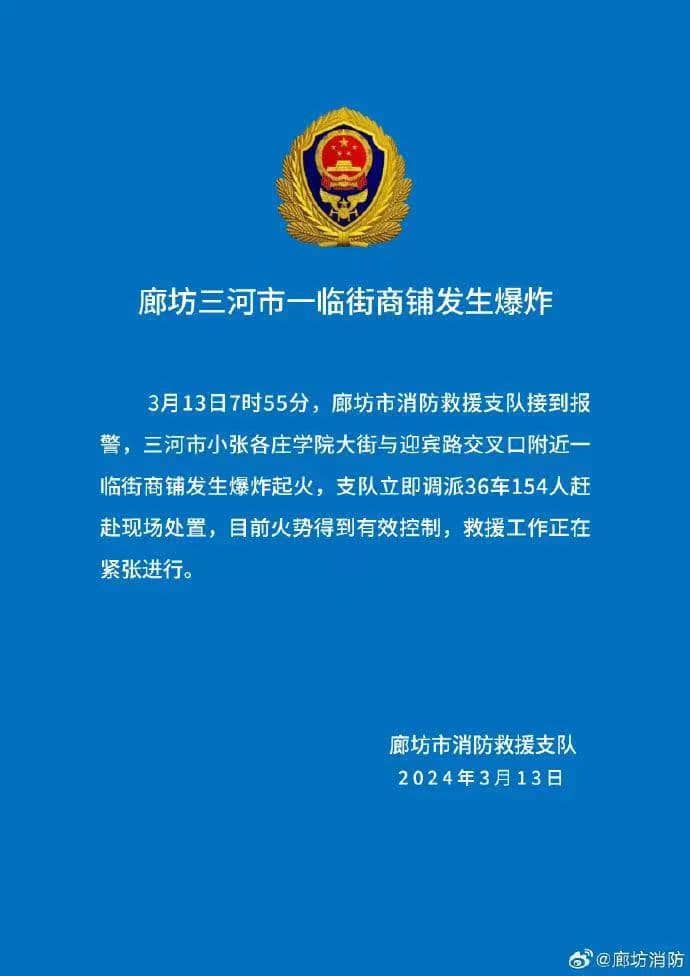 廊坊三河市一临街商铺发生爆炸
3月13日7时55分，廊坊市消防救援支队接到报
警，三河市小张各庄学院大街与迎宾路交叉口附近一
临街商铺发生爆炸起火，支队立即调派36车154人赶
赴现场处置，目前火势得到有效控制，救援工作正在
紧张进行。
廊坊市消防救援支队
2024年3月13日
@廊坊消防